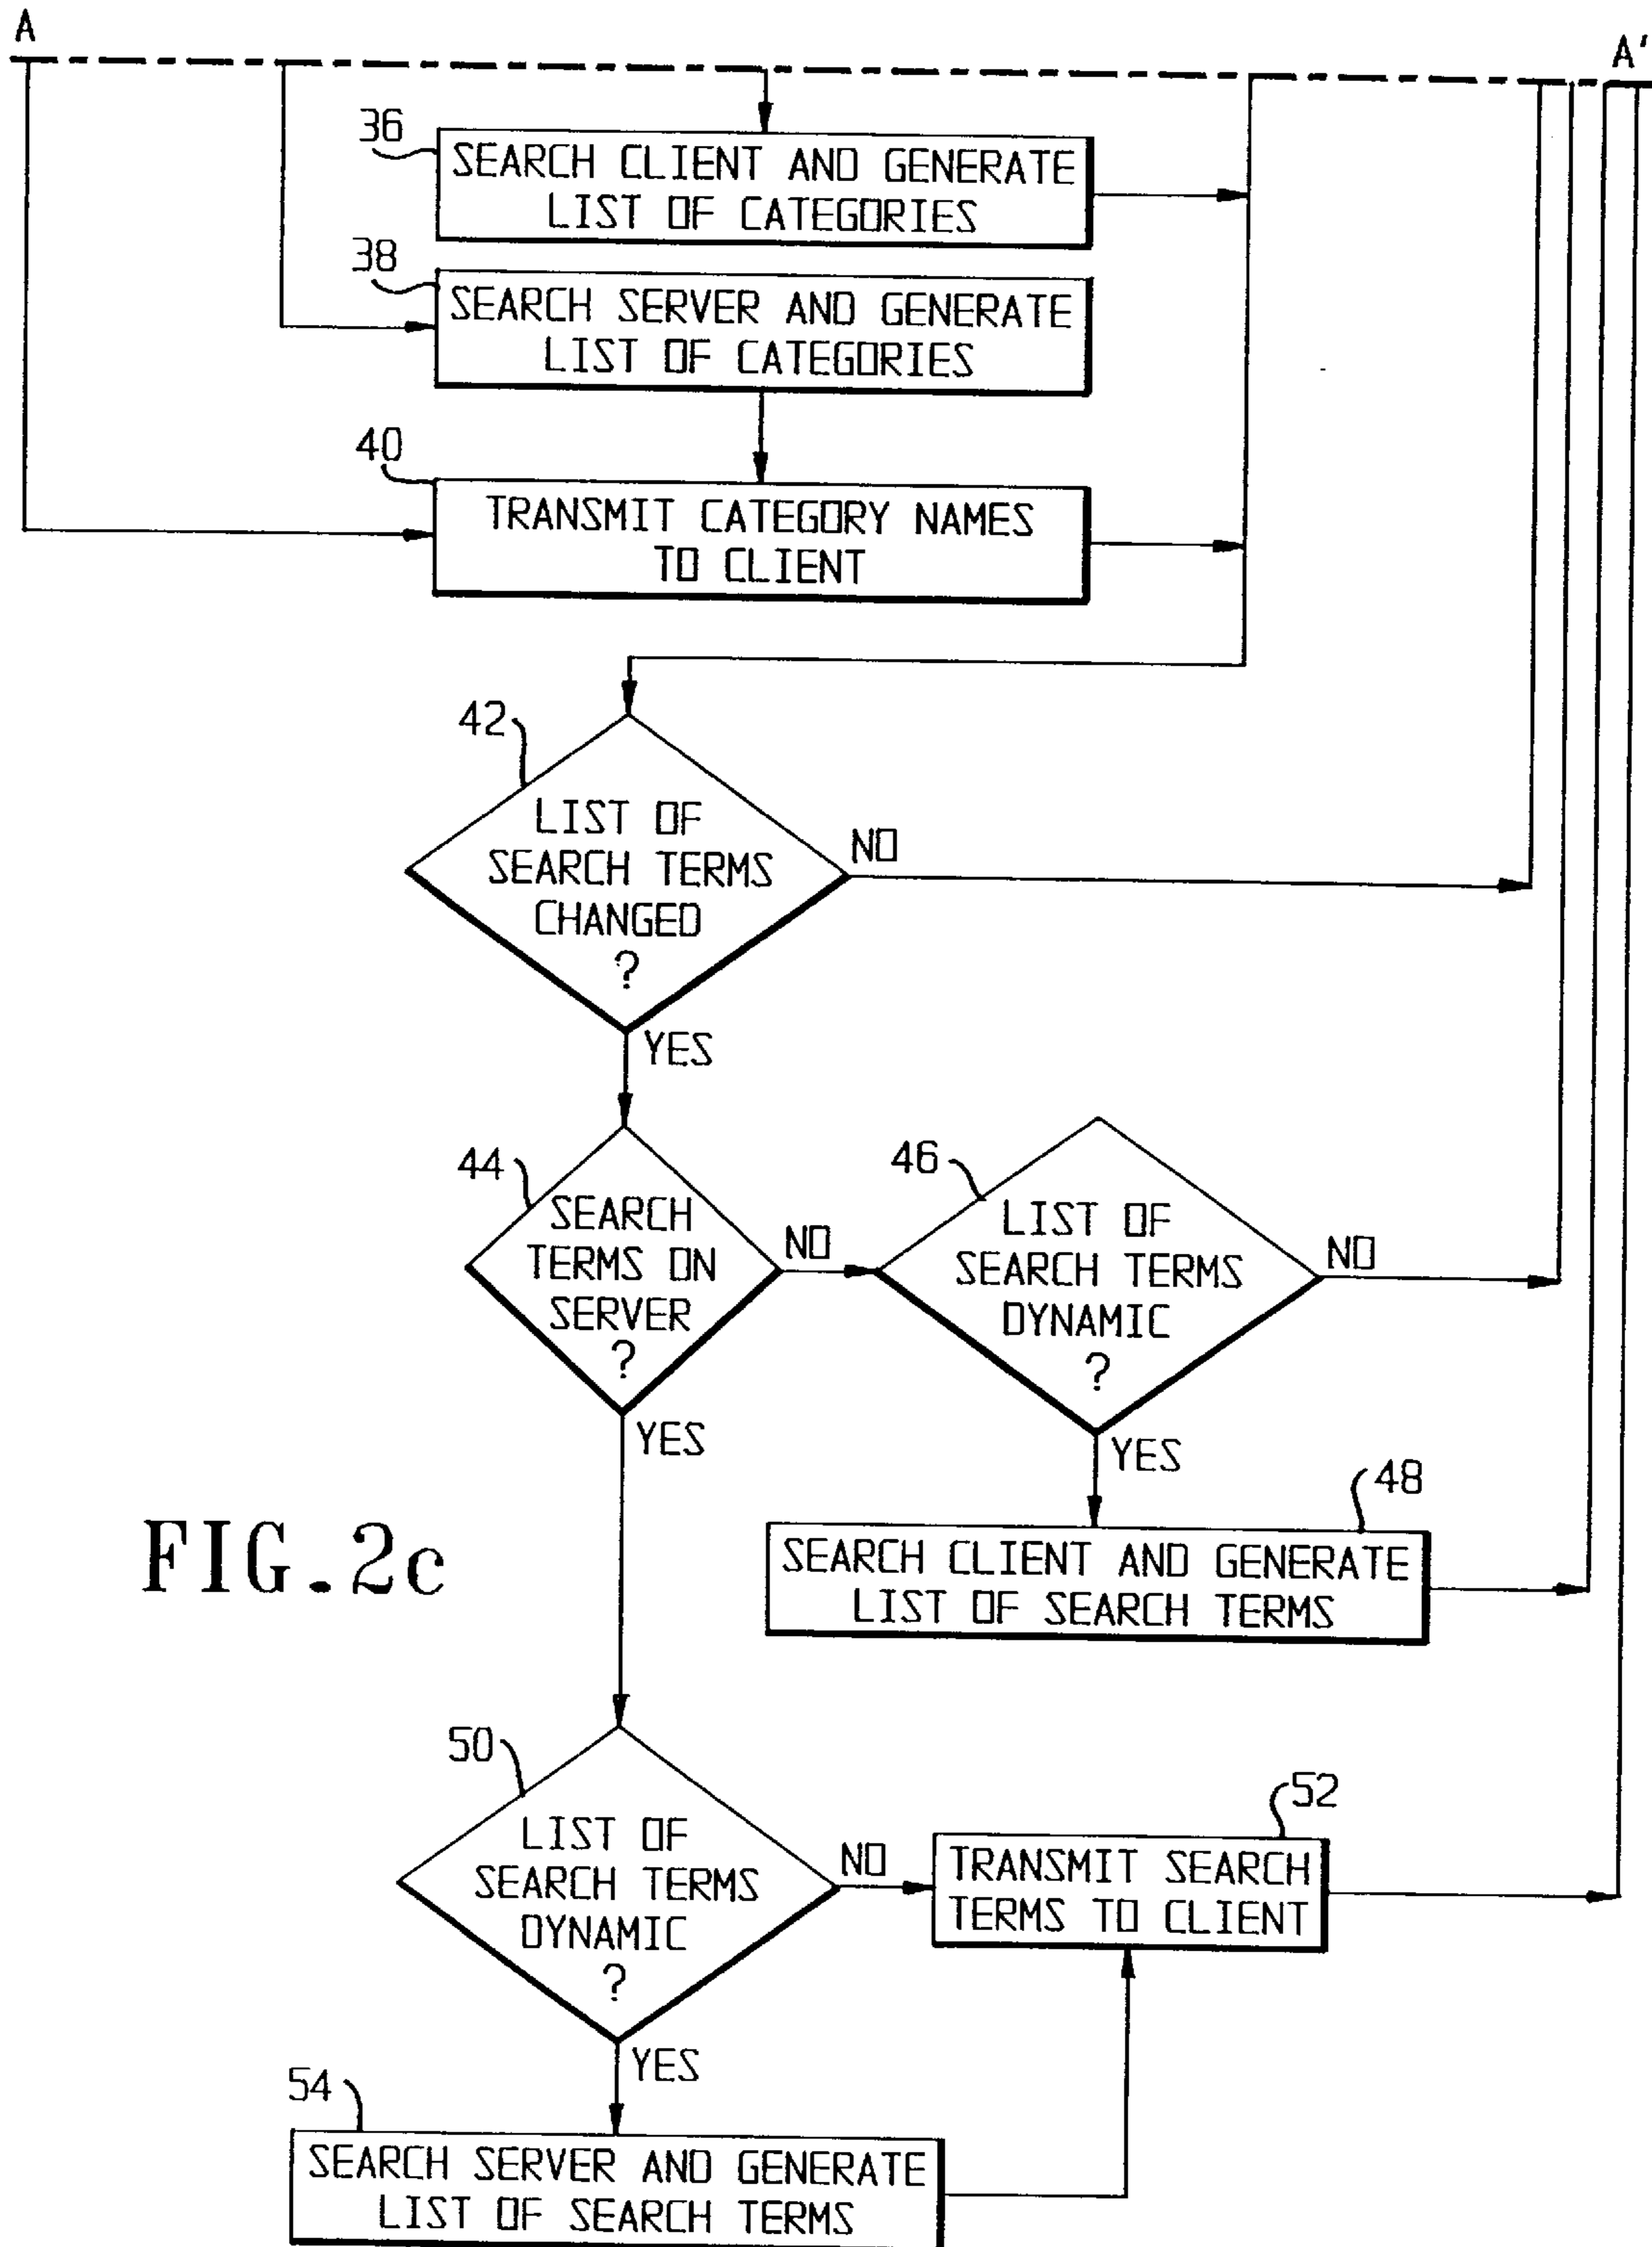 A
A'
36
SEARCH CLIENT AND GENERATE
LIST OF CATEGORIES
38
SEARCH SERVER AND GENERATE
LIST OF CATEGORIES
40
TRANSMIT CATEGORY NAMES
TO CLIENT
42
LIST OF
SEARCH TERMS
CHANGED
?
NO
YES
44
SEARCH
TERMS ON
SERVER
?
NO
YES
46
LIST OF
SEARCH TERMS
DYNAMIC
?
NO
YES
48
SEARCH CLIENT AND GENERATE
LIST OF SEARCH TERMS
FIG.2c
50
LIST OF
SEARCH TERMS
DYNAMIC
?
NO
YES
52
TRANSMIT SEARCH
TERMS TO CLIENT
54
SEARCH SERVER AND GENERATE
LIST OF SEARCH TERMS